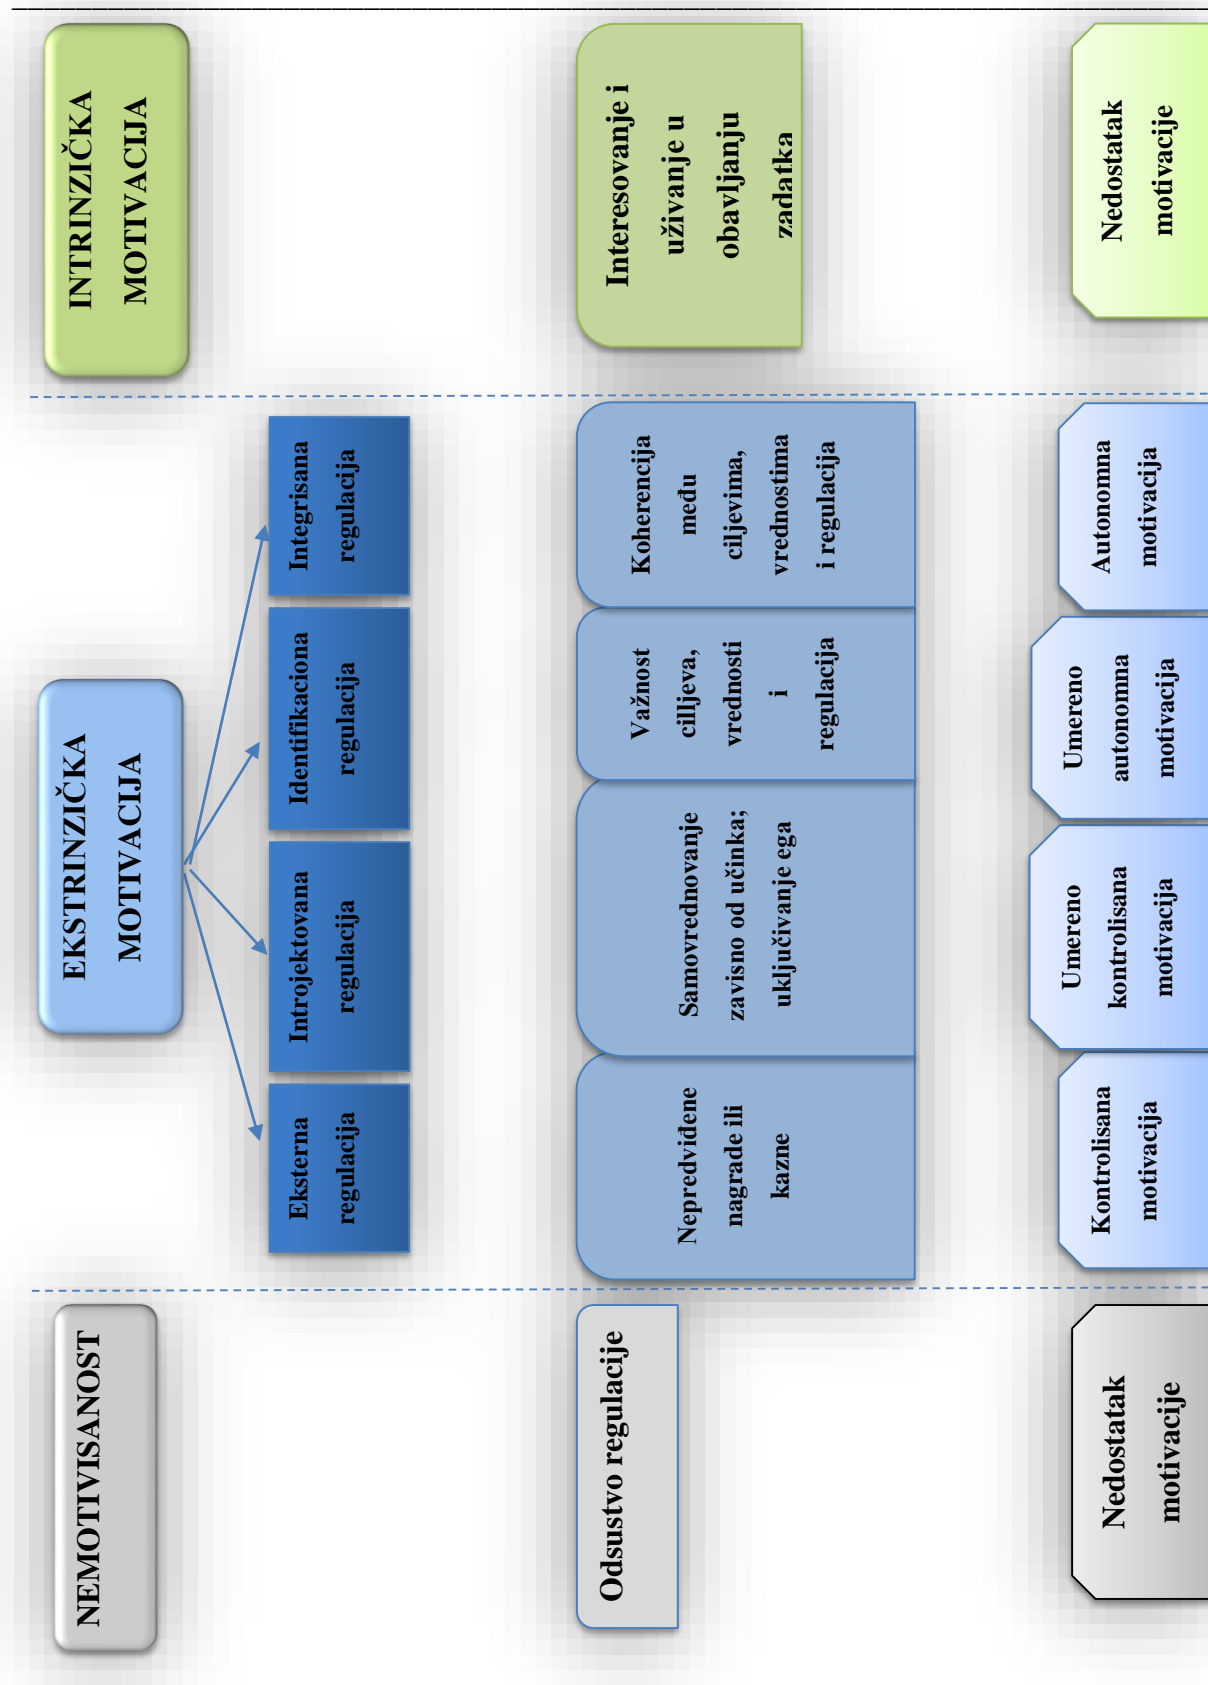 NEMOTIVISANOST
EKSTRINZIČKA
MOTIVACIJA
INTRINZIČKA
MOTIVACIJA
Eksterna
regulacija
Introjektovana
regulacija
Identifikaciona
regulacija
Integrisana
regulacija
Odsustvo regulacije
Nepredviđene
nagrade ili
kazne
Samovrednovanje
zavisno od učinka;
uključivanje ega
Važnost
cilljeva,
vrednosti
i
regulacija
Koherencija
među
ciljevima,
vrednostima
i regulacija
Interesovanje i
uživanje u
obavljanju
zadatka
Nedostatak
motivacije
Kontrolisana
motivacija
Umereno
kontrolisana
motivacija
Umereno
autonomna
motivacija
Autonomna
motivacija
Nedostatak
motivacije